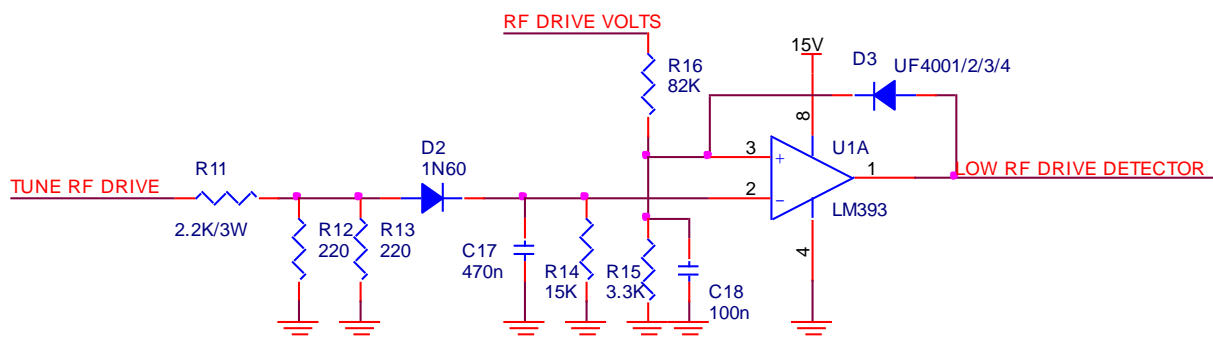 RF DRIVE VOLTS
15V
D3
UF4001/2/3/4
R16
82K
8
D2
1N60
R11
3
+
U1A
1
LOW RF DRIVE DETECTOR
TUNE RF DRIVE
2
−
LM393
2.2K/3W
R12
220
R13
220
C17
470n
R14
15K
R15
3.3K
C18
100n
4